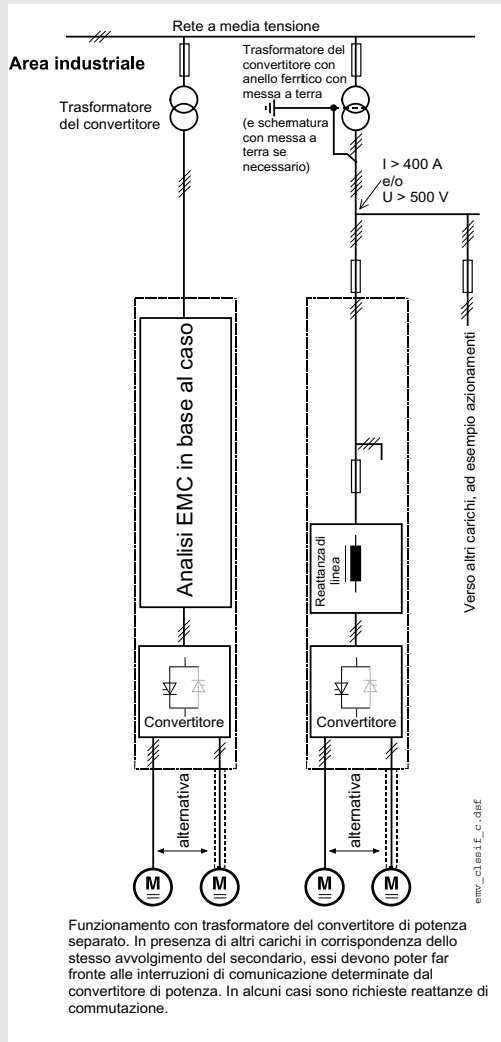 Rete a media tensione
Area industriale
Trasformatore
del convertitore
Trasformatore del
convertitore con
anello ferritico con
messa a terra
(e schermatura
con messa a
terra se
necessario)
I > 400 A
e/o
U > 500 V
Analisi EMC in base al caso
Reattanza di
linea
Verso altri carichi, ad esempio azionamenti
Convertitore
Convertitore
alternativa
alternativa
M
M
M
M
emv_clssif_c.dsf
Funzionamento con trasformatore del convertitore di potenza
separato. In presenza di altri carichi in corrispondenza dello
stesso avvolgimento del secondario, essi devono poter far
fronte alle interruzioni di comunicazione determinate dal
convertitore di potenza. In alcuni casi sono richieste reattanze di
commutazione.